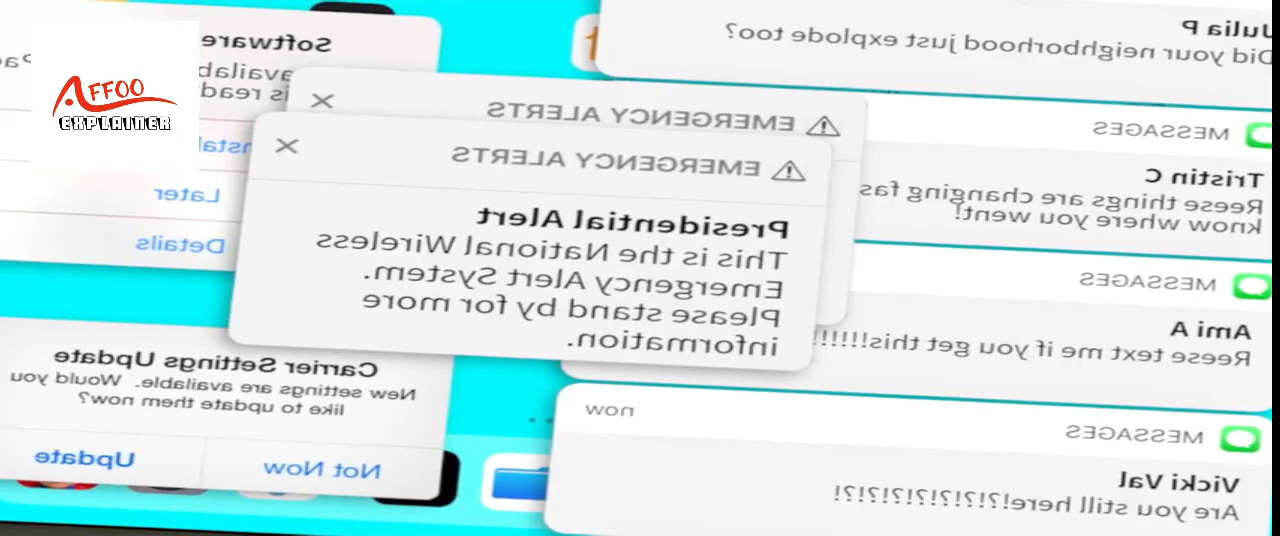 AFFOO
EXPLAINER
Software
is read
Later
Details
EMERGENCY ALERTS
EMERGENCY ALERTS
Presidential Alert
This is the National Wireless
Emergency Alert System.
Please stand by for more
information.
Carrier Settings Update
New settings are available. Would you
like to update them now?
Not Now
Update
Julia P
Did your neighborhood just explode too?
MESSAGES
Tristin C
Reese things are changing
know where you went!
MESSAGES
Ami A
Reese text me if you get this!!!!!!!
MESSAGES
now
Vicki Val
Are you still here!?!?!?!?!?!?!?!?